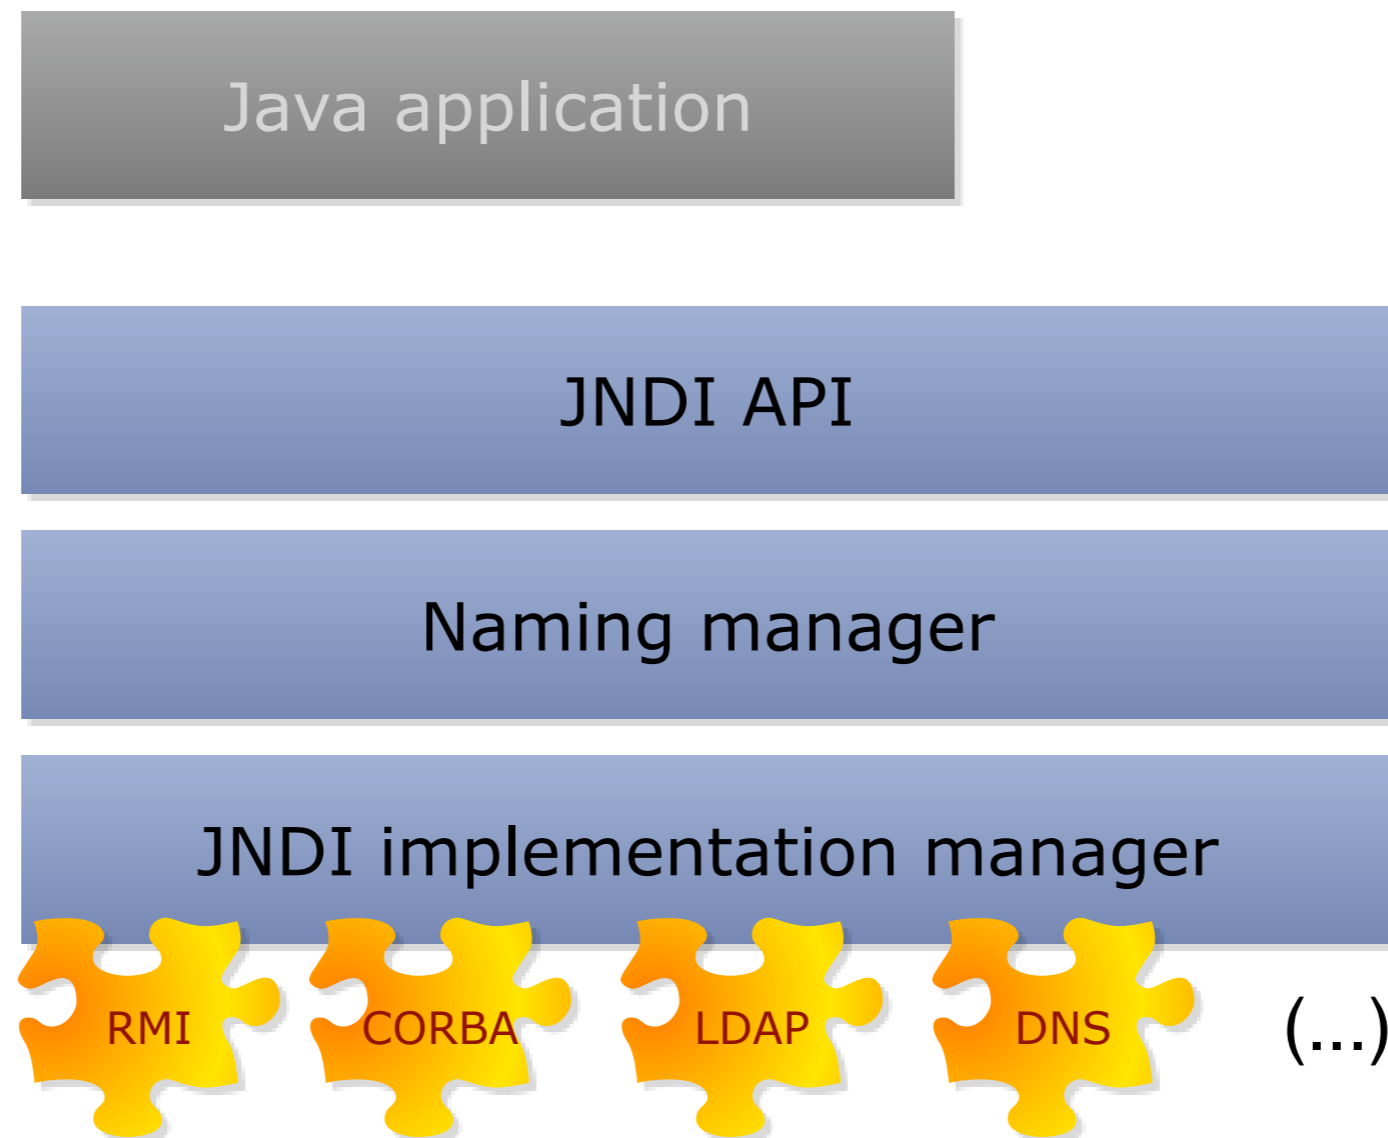 Java application
JNDI API
Naming manager
JNDI implementation manager
RMI CORBA LDAP DNS (...)